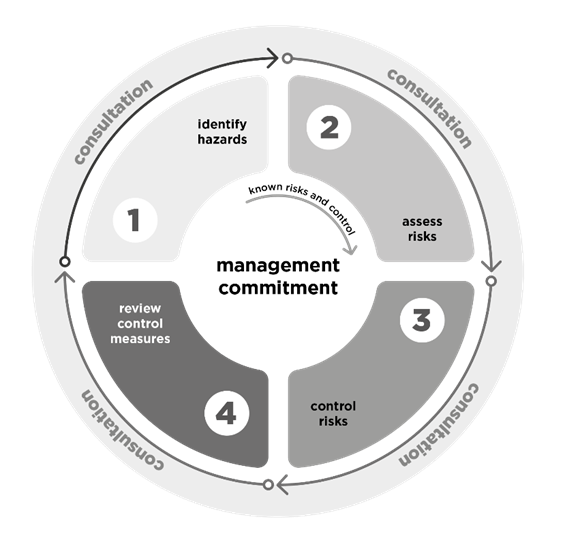 consultation
consultation
identify
hazards
1
2
assess
risks
known risks and control
management
commitment
review
control
measures
4
3
control
risks
consultation
consultation